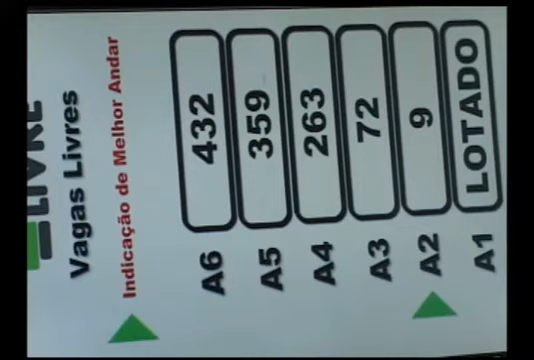 LIVRE
Vagas Livres
Indicação de Melhor Andar
A6 432
A5 359
A4 263
A3 72
A2 9
A1 LOTADO